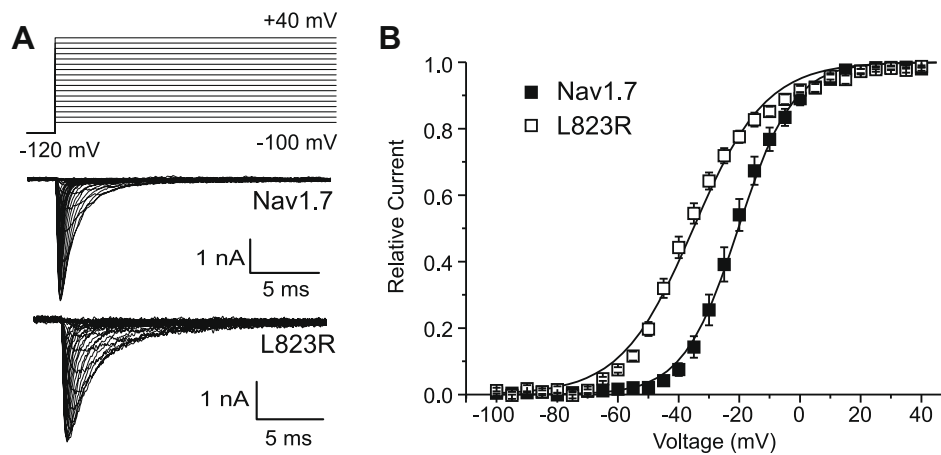 A
+40 mV
-120 mV
-100 mV
Nav1.7
1 nA
5 ms
L823R
1 nA
5 ms
B
Nav1.7
L823R
Relative Current
1.0
0.8
0.6
0.4
0.2
0.0
-100 -80 -60 -40 -20 0 20 40
Voltage (mV)